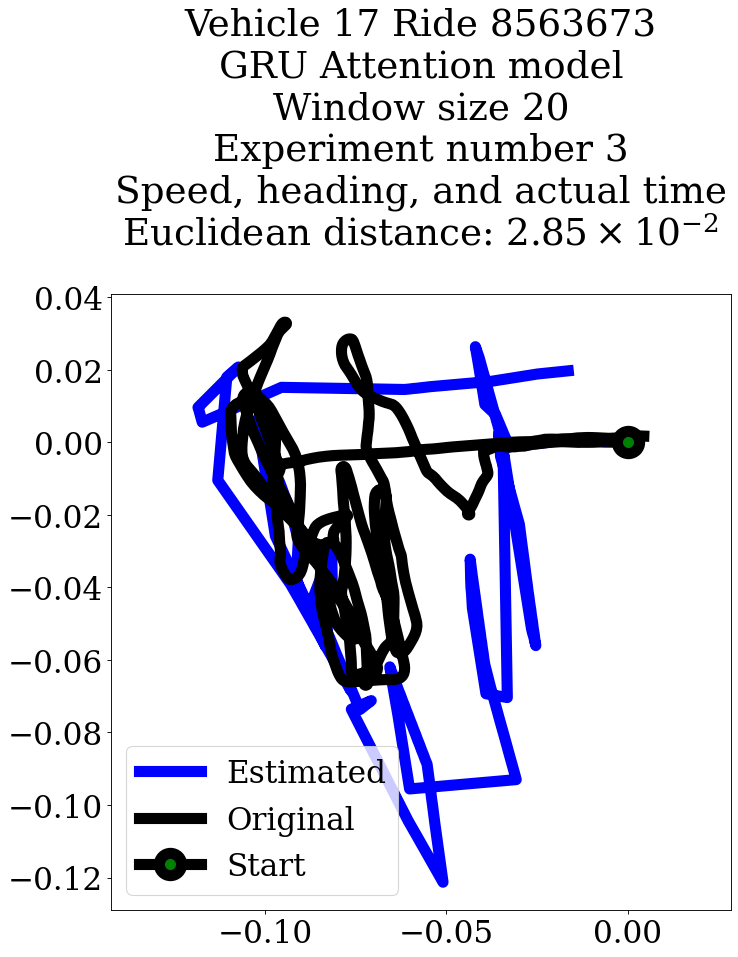 Vehicle 17 Ride 8563673
GRU Attention model
Window size 20
Experiment number 3
Speed, heading, and actual time
Euclidean distance: 2.85 × 10⁻²
0.04
0.02
0.00
−0.02
−0.04
−0.06
−0.08
−0.10
−0.12
Estimated
Original
Start
−0.10 −0.05 0.00